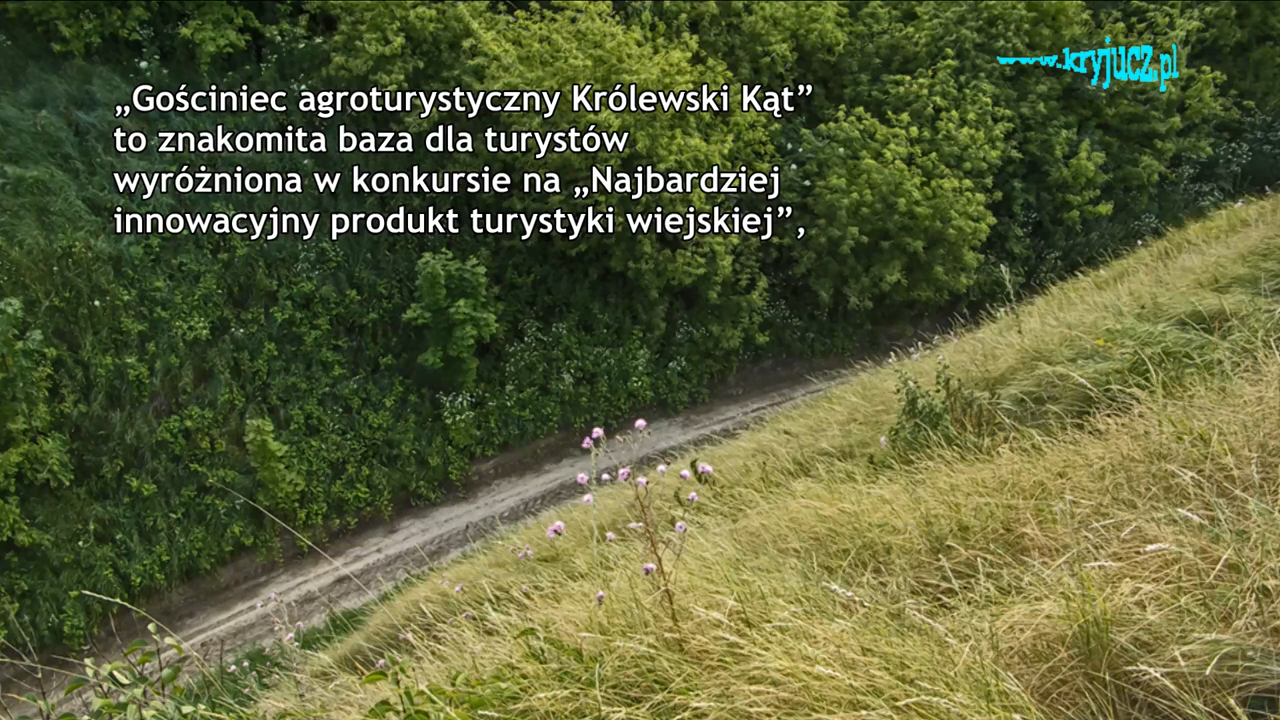 „Gościniec agroturystyczny Królewski Kąt”
to znakomita baza dla turystów
wyróżniona w konkursie na „Najbardziej
innowacyjny produkt turystyki wiejskiej”,
www.kryjucz.pl